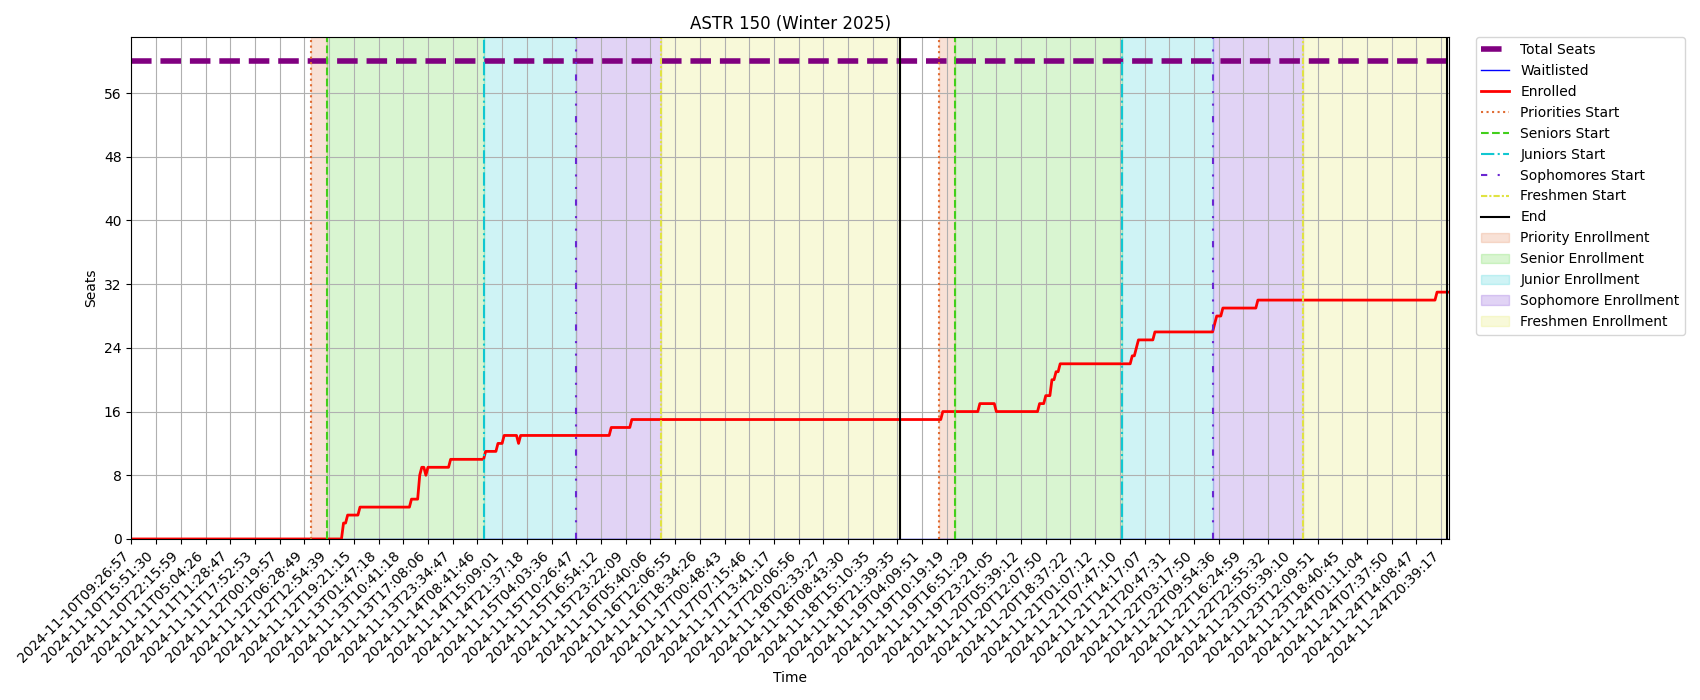 ASTR 150 (Winter 2025)
Seats
56
48
40
32
24
16
8
0
2024-11-10T09:26:57
2024-11-10T15:51:30
2024-11-10T22:15:59
2024-11-11T05:04:26
2024-11-11T11:28:47
2024-11-11T17:52:53
2024-11-12T00:19:57
2024-11-12T06:28:49
2024-11-12T12:54:39
2024-11-12T19:21:15
2024-11-13T01:47:18
2024-11-13T10:41:18
2024-11-13T17:08:06
2024-11-13T23:34:47
2024-11-14T08:41:46
2024-11-14T15:09:01
2024-11-14T21:37:18
2024-11-15T04:03:36
2024-11-15T10:26:47
2024-11-15T16:54:12
2024-11-15T23:22:09
2024-11-16T05:40:06
2024-11-16T12:06:55
2024-11-16T18:34:26
2024-11-17T00:48:43
2024-11-17T07:15:46
2024-11-17T13:41:17
2024-11-17T20:06:56
2024-11-18T02:33:27
2024-11-18T08:43:30
2024-11-18T15:10:35
2024-11-18T21:39:35
2024-11-19T04:09:51
2024-11-19T10:19:19
2024-11-19T16:51:29
2024-11-19T23:21:05
2024-11-20T05:39:12
2024-11-20T12:07:50
2024-11-20T18:37:22
2024-11-21T01:07:12
2024-11-21T07:47:10
2024-11-21T14:17:07
2024-11-21T20:47:31
2024-11-22T03:17:50
2024-11-22T09:54:36
2024-11-22T16:24:59
2024-11-22T22:55:32
2024-11-23T05:39:10
2024-11-23T12:09:51
2024-11-23T18:40:45
2024-11-24T01:11:04
2024-11-24T07:37:50
2024-11-24T14:08:47
2024-11-24T20:39:17
Time
Total Seats
Waitlisted
Enrolled
Priorities Start
Seniors Start
Juniors Start
Sophomores Start
Freshmen Start
End
Priority Enrollment
Senior Enrollment
Junior Enrollment
Sophomore Enrollment
Freshmen Enrollment